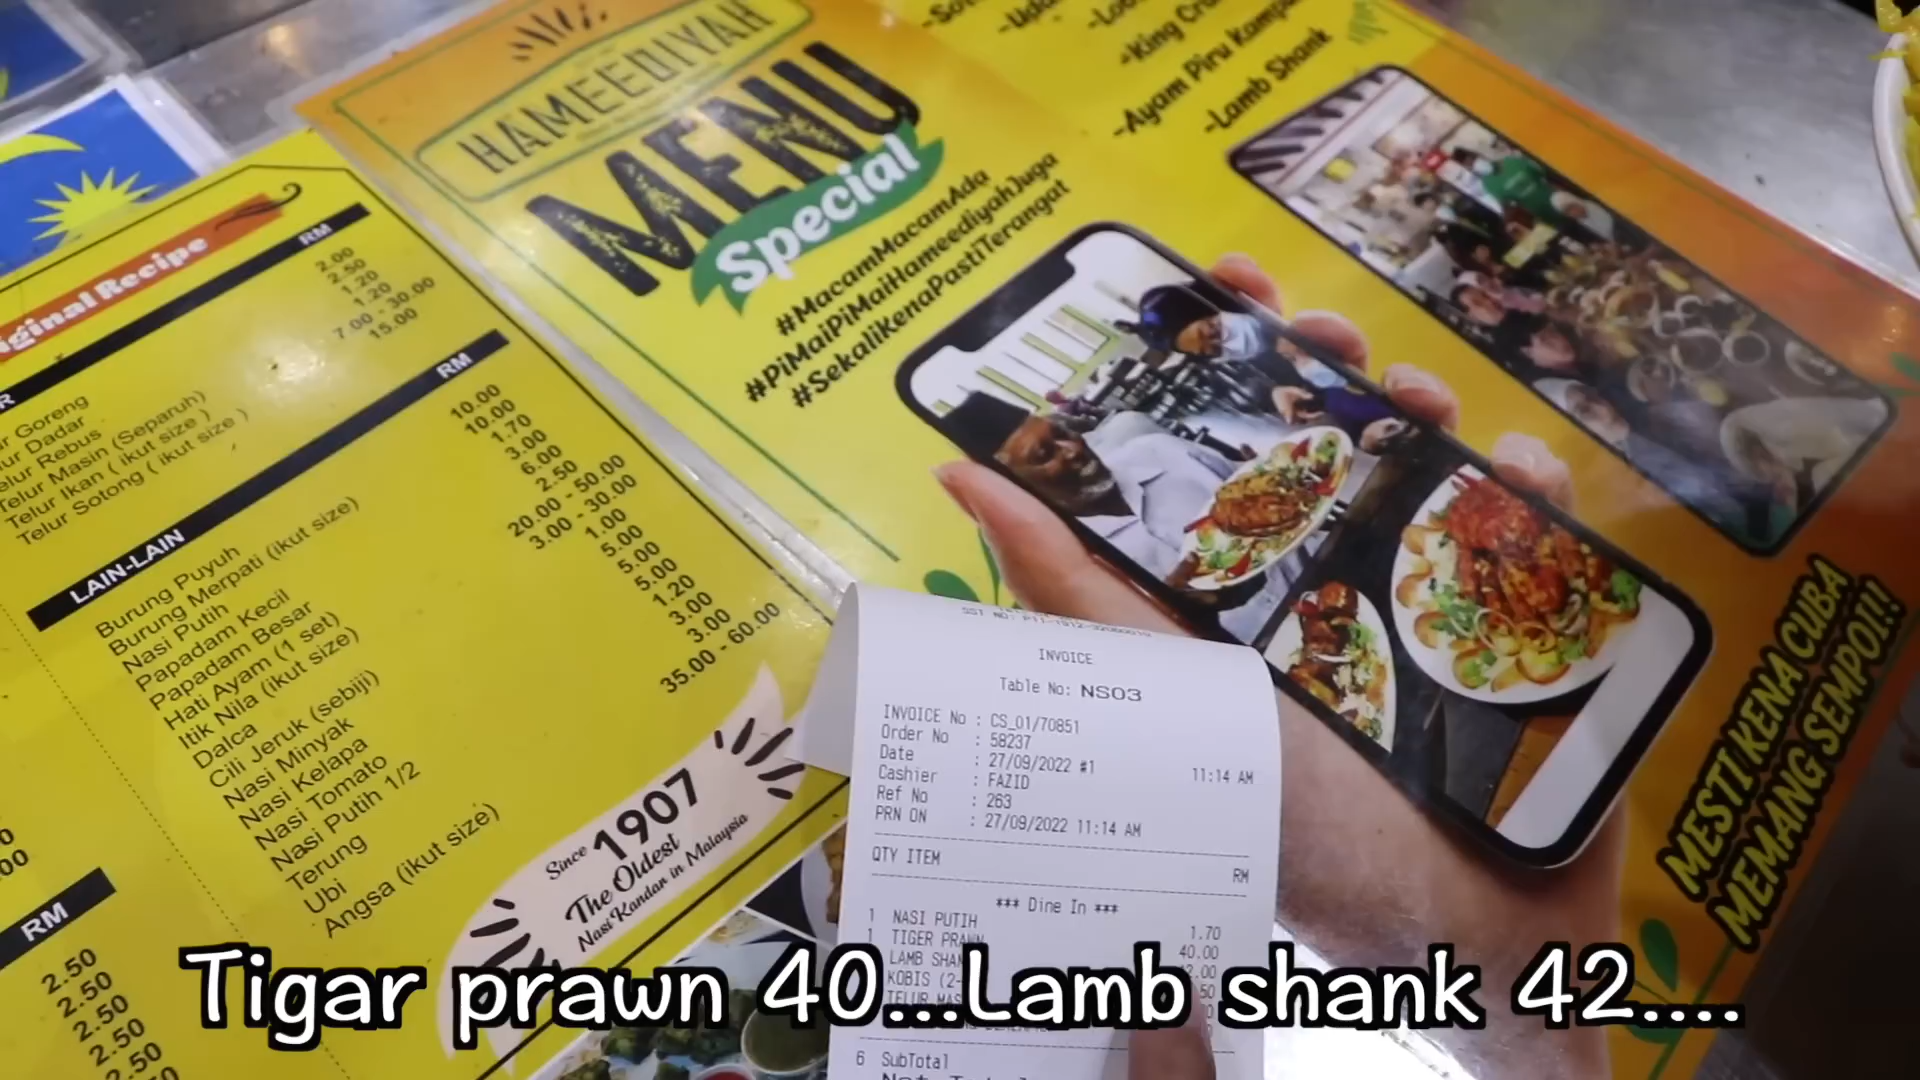 HAMEEDIYAH
MENU
Special
#MacamMacamAda
#PiMaiPiMaiHameediyahJuga
#SekaliKenaPastiTerangat
-King
-Ayam Piru
-Lamb Shank
MESTI KENA CUBA
MEMANG SEMPOI!!!
Recipe
RM
2.00
2.50
1.20
1.20
7.00 - 30.00
15.00
Goreng
Dadar
Telur Rebus
Telur Masin (Separuh)
Telur Ikan ( ikut size )
Telur Sotong ( ikut size )
LAIN-LAIN
RM
Burung Puyuh
Burung Merpati (ikut size)
Nasi Putih
Papadam Kecil
Papadam Besar
Hati Ayam (1 set)
Itik Nila (ikut size)
Dalca
Cili Jeruk (sebiji)
Nasi Minyak
Nasi Kelapa
Nasi Tomato
Nasi Putih 1/2
Terung
Ubi
Angsa (ikut size)
10.00
10.00
1.70
3.00
6.00
2.50
20.00 - 50.00
3.00 - 30.00
1.00
5.00
5.00
5.00
1.20
3.00
3.00
35.00 - 60.00
Since 1907
The Oldest
Nasi Kandar in Malaysia
RM
2.50
2.50
2.50
2.50
2.50
INVOICE
Table No: NS03
INVOICE No : CS_01/70851
Order No : 58237
Date : 27/09/2022 #1 11:14 AM
Cashier : FAZID
Ref No : 263
PRN ON : 27/09/2022 11:14 AM
QTY ITEM RM
*** Dine In ***
1 NASI PUTIH 1.70
1 TIGER PRAWN 40.00
LAMB
KOBIS
TELUR
6 SubTotal
Tigar prawn 40...Lamb shank 42....